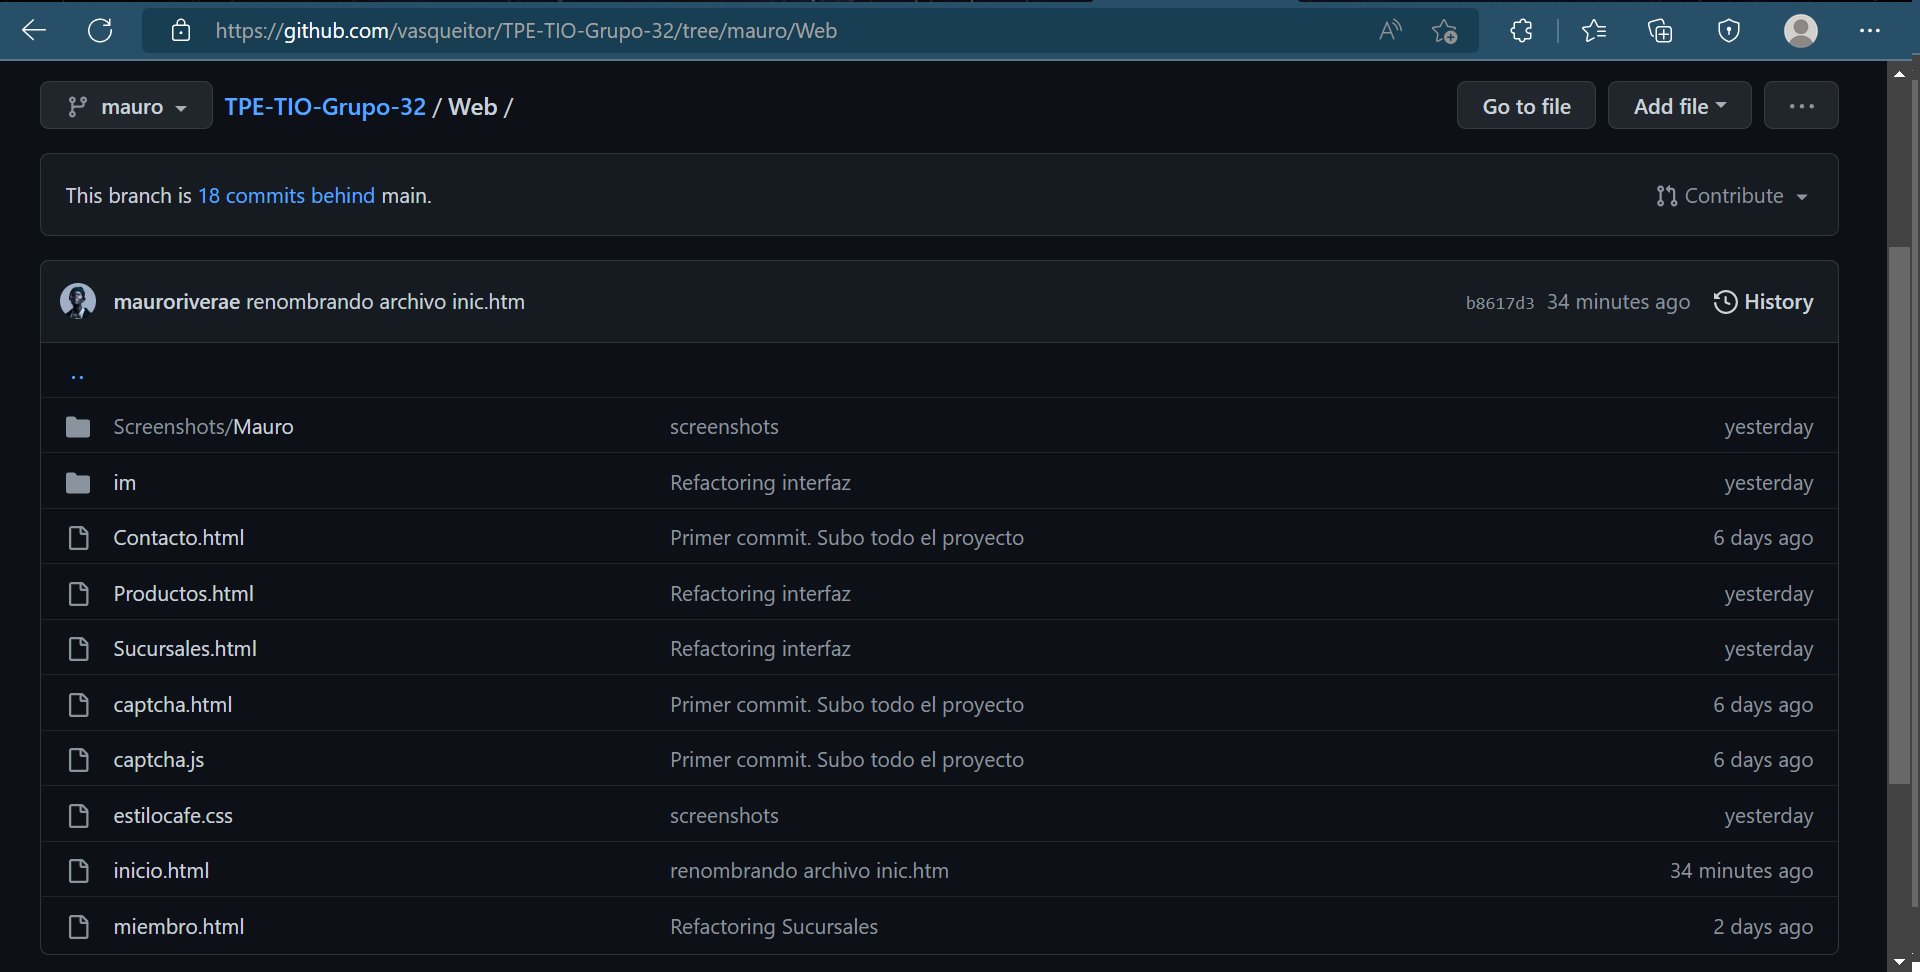 https://github.com/vasqueitor/TPE-TIO-Grupo-32/tree/mauro/Web
mauro TPE-TIO-Grupo-32 / Web / Go to file Add file
This branch is 18 commits behind main. Contribute
mauroriverae renombrando archivo inic.htm b8617d3 34 minutes ago History
..
Screenshots/Mauro screenshots yesterday
im Refactoring interfaz yesterday
Contacto.html Primer commit. Subo todo el proyecto 6 days ago
Productos.html Refactoring interfaz yesterday
Sucursales.html Refactoring interfaz yesterday
captcha.html Primer commit. Subo todo el proyecto 6 days ago
captcha.js Primer commit. Subo todo el proyecto 6 days ago
estilocafe.css screenshots yesterday
inicio.html renombrando archivo inic.htm 34 minutes ago
miembro.html Refactoring Sucursales 2 days ago